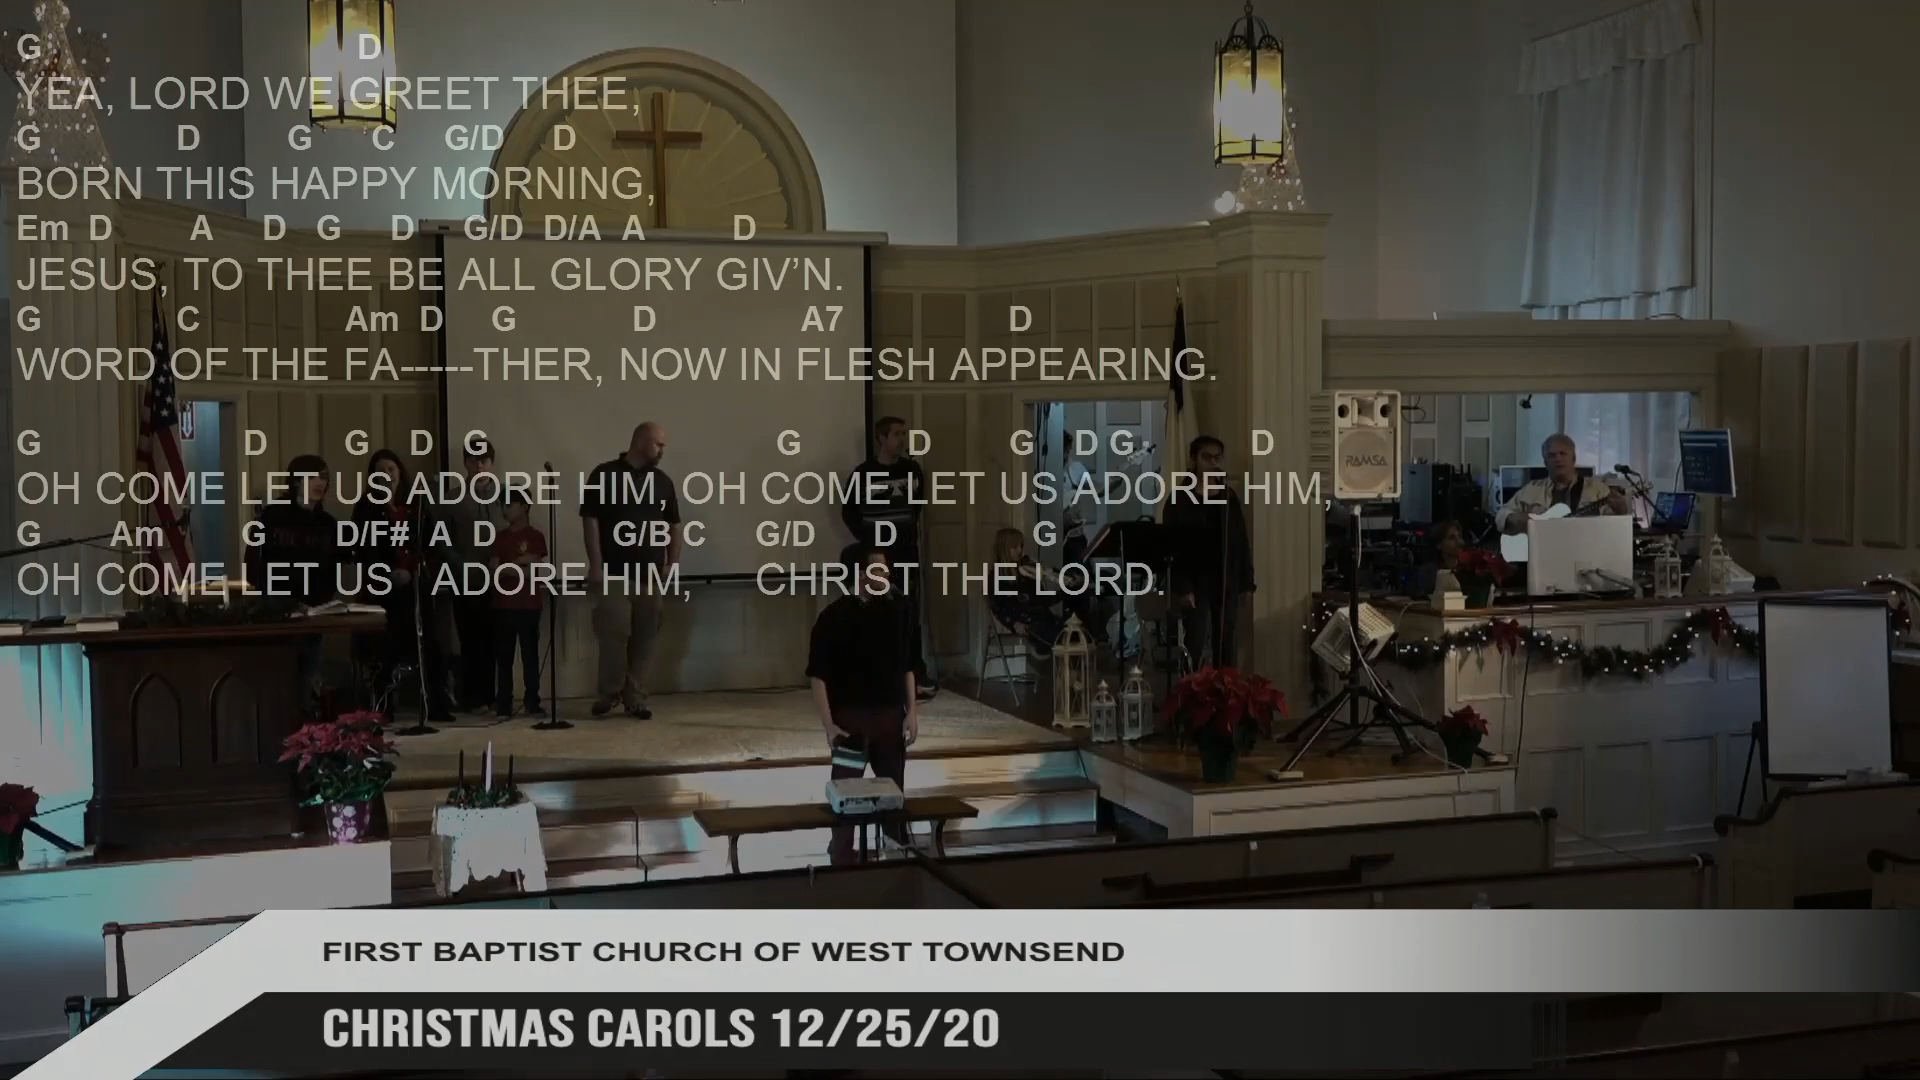 G D
YEA, LORD WE GREET THEE,
G D G C G/D D
BORN THIS HAPPY MORNING,
Em D A D G D G/D D/A A D
JESUS, TO THEE BE ALL GLORY GIV’N.
G C Am D G D A7 D
WORD OF THE FA-----THER, NOW IN FLESH APPEARING.
G D G D G G D G D G D
OH COME LET US ADORE HIM, OH COME LET US ADORE HIM,
G Am G D/F# A D G/B C G/D D G
OH COME LET US ADORE HIM, CHRIST THE LORD.
RAMSA
FIRST BAPTIST CHURCH OF WEST TOWNSEND
CHRISTMAS CAROLS 12/25/20